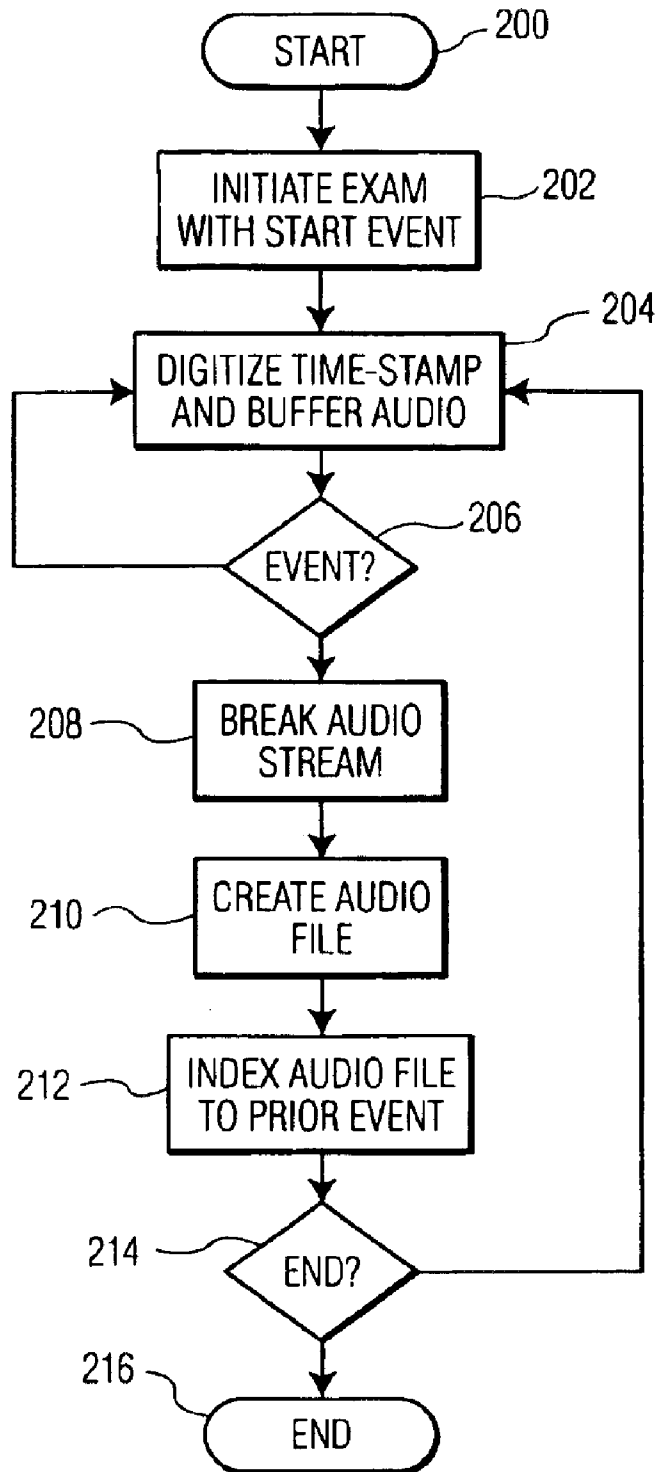 START
200
INITIATE EXAM
WITH START EVENT
202
204
DIGITIZE TIME-STAMP
AND BUFFER AUDIO
206
EVENT?
208
BREAK AUDIO
STREAM
210
CREATE AUDIO
FILE
212
INDEX AUDIO FILE
TO PRIOR EVENT
214
END?
216
END